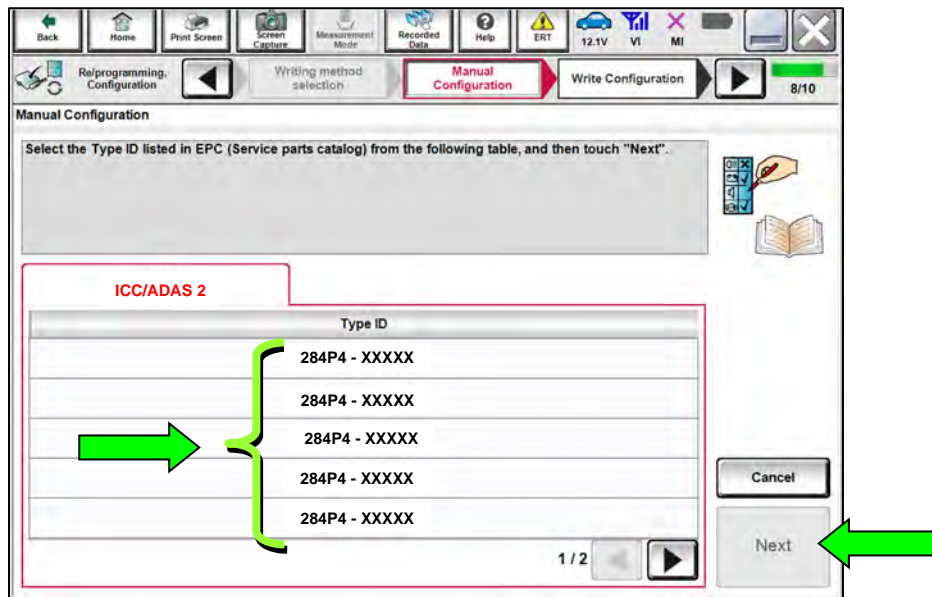 Back
Home
Print Screen
Screen
Capture
Measurement
Mode
Recorded
Data
Help
ERT
12.1V
VI
MI
Re/programming,
Configuration
Writing method
selection
Manual
Configuration
Write Configuration
8/10
Manual Configuration
Select the Type ID listed in EPC (Service parts catalog) from the following table, and then touch "Next".
ICC/ADAS 2
Type ID
284P4 - XXXXX
284P4 - XXXXX
284P4 - XXXXX
284P4 - XXXXX
284P4 - XXXXX
Cancel
1 / 2
Next